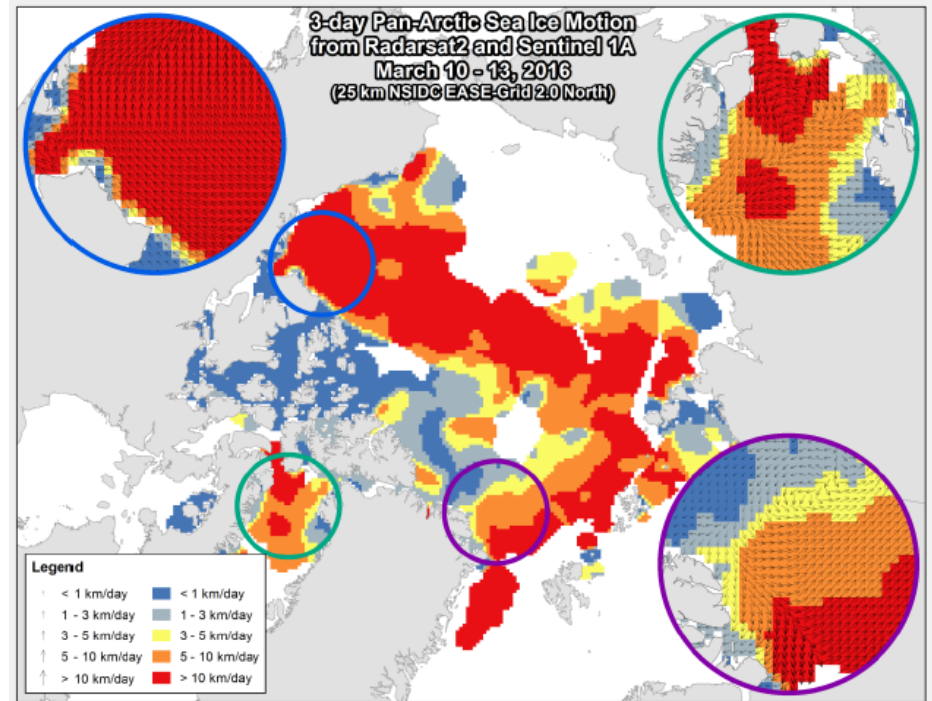 3-day Pan-Arctic Sea Ice Motion
from Radarsat2 and Sentinel 1A
March 10 - 13, 2016
(25 km NSIDC EASE-Grid 2.0 North)
Legend
< 1 km/day < 1 km/day
1 - 3 km/day 1 - 3 km/day
3 - 5 km/day 3 - 5 km/day
5 - 10 km/day 5 - 10 km/day
> 10 km/day > 10 km/day